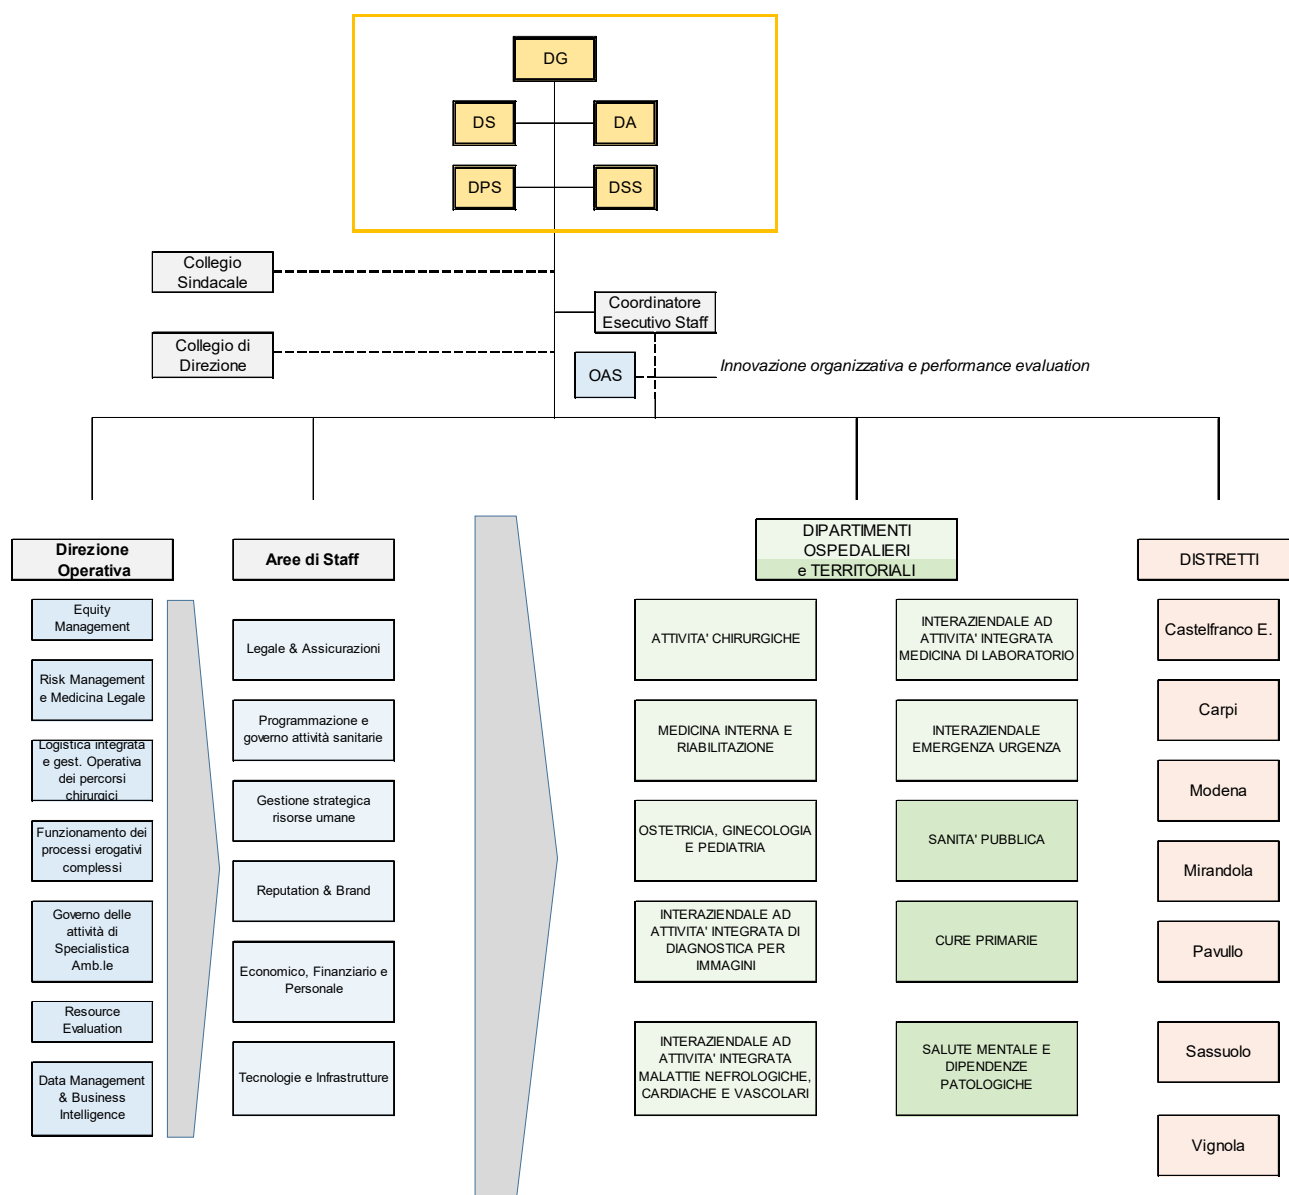 DG
DS
DA
DPS
DSS
Collegio
Sindacale
Coordinatore
Esecutivo Staff
Collegio di
Direzione
OAS
Innovazione organizzativa e performance evaluation
Direzione
Operativa
Equity
Management
Risk Management
e Medicina Legale
Logistica integrata
e gest. Operativa
dei percorsi
chirurgici
Funzionamento dei
processi erogativi
complessi
Governo delle
attività di
Specialistica
Amb.le
Resource
Evaluation
Data Management
& Business
Intelligence
Aree di Staff
Legale & Assicurazioni
Programmazione e
governo attività sanitarie
Gestione strategica
risorse umane
Reputation & Brand
Economico, Finanziario e
Personale
Tecnologie e Infrastrutture
DIPARTIMENTI
OSPEDALIERI
e TERRITORIALI
ATTIVITA' CHIRURGICHE
MEDICINA INTERNA E
RIABILITAZIONE
OSTETRICIA, GINECOLOGIA
E PEDIATRIA
INTERAZIENDALE AD
ATTIVITA' INTEGRATA DI
DIAGNOSTICA PER
IMMAGINI
INTERAZIENDALE AD
ATTIVITA' INTEGRATA
MALATTIE NEFROLOGICHE,
CARDIACHE E VASCOLARI
INTERAZIENDALE AD
ATTIVITA' INTEGRATA
MEDICINA DI LABORATORIO
INTERAZIENDALE
EMERGENZA URGENZA
SANITA' PUBBLICA
CURE PRIMARIE
SALUTE MENTALE E
DIPENDENZE
PATOLOGICHE
DISTRETTI
Castelfranco E.
Carpi
Modena
Mirandola
Pavullo
Sassuolo
Vignola